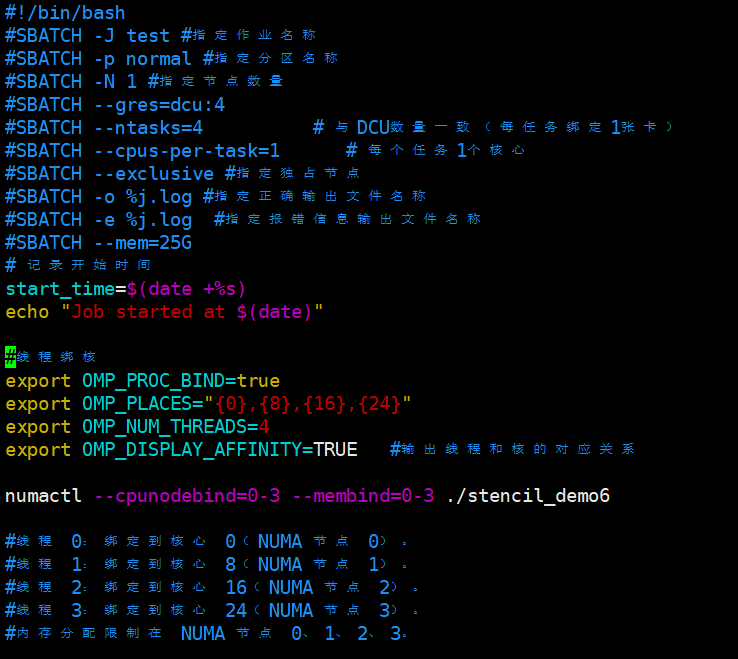 #!/bin/bash
#SBATCH -J test #指定作业名称
#SBATCH -p normal #指定分区名称
#SBATCH -N 1 #指定节点数量
#SBATCH --gres=dcu:4
#SBATCH --ntasks=4          # 与DCU数量一致（每任务绑定1张卡）
#SBATCH --cpus-per-task=1      # 每个任务1个核心
#SBATCH --exclusive #指定独占节点
#SBATCH -o %j.log #指定正确输出文件名称
#SBATCH -e %j.log  #指定报错信息输出文件名称
#SBATCH --mem=25G
# 记录开始时间
start_time=$(date +%s)
echo "Job started at $(date)"
#线程绑核
export OMP_PROC_BIND=true
export OMP_PLACES="{0},{8},{16},{24}"
export OMP_NUM_THREADS=4
export OMP_DISPLAY_AFFINITY=TRUE   #输出线程和核的对应关系
numactl --cpunodebind=0-3 --membind=0-3 ./stencil_demo6
#线程 0：绑定到核心 0（NUMA 节点 0）。
#线程 1：绑定到核心 8（NUMA 节点 1）。
#线程 2：绑定到核心 16（NUMA 节点 2）。
#线程 3：绑定到核心 24（NUMA 节点 3）。
#内存分配限制在 NUMA 节点 0、1、2、3。